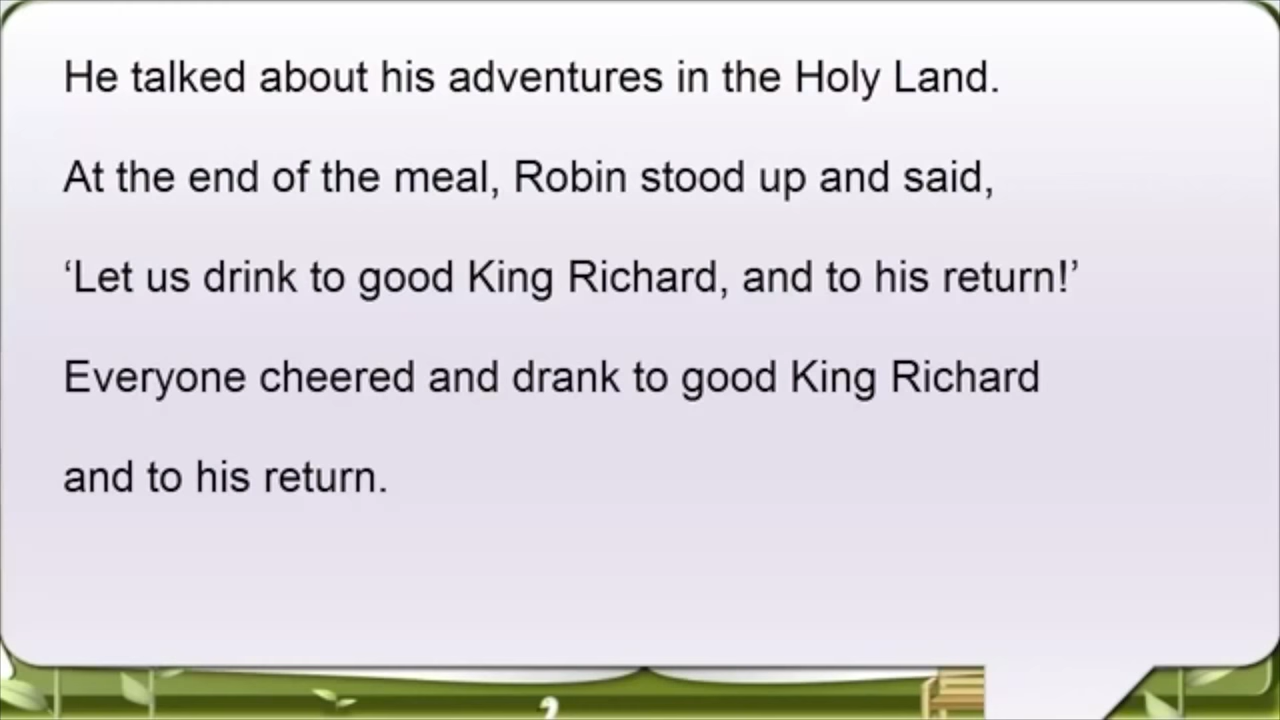 He talked about his adventures in the Holy Land.
At the end of the meal, Robin stood up and said,
‘Let us drink to good King Richard, and to his return!’
Everyone cheered and drank to good King Richard
and to his return.